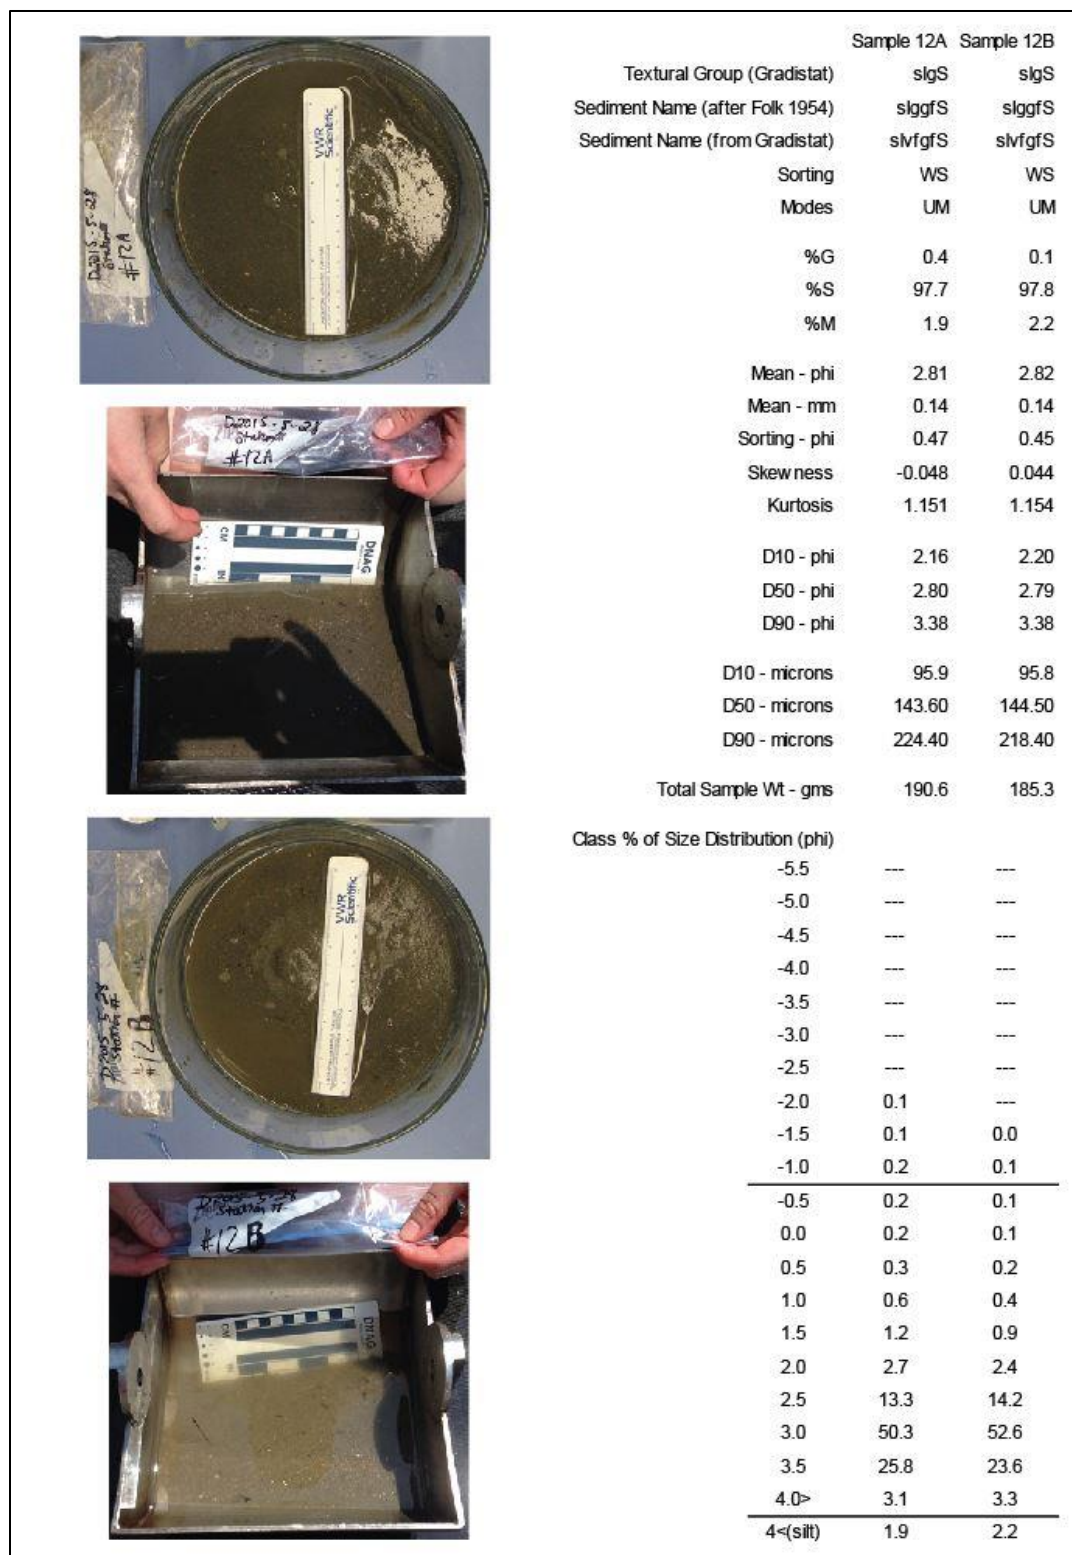 Sample 12A Sample 12B
Textural Group (Gradistat) slgS slgS
Sediment Name (after Folk 1954) slggfS slggfS
Sediment Name (from Gradistat) slvfgfS slvfgfS
Sorting WS WS
Modes UM UM
%G 0.4 0.1
%S 97.7 97.8
%M 1.9 2.2
Mean - phi 2.81 2.82
Mean - mm 0.14 0.14
Sorting - phi 0.47 0.45
Skewness -0.048 0.044
Kurtosis 1.151 1.154
D10 - phi 2.16 2.20
D50 - phi 2.80 2.79
D90 - phi 3.38 3.38
D10 - microns 95.9 95.8
D50 - microns 143.60 144.50
D90 - microns 224.40 218.40
Total Sample Wt - gms 190.6 185.3
Class % of Size Distribution (phi)
-5.5 --- ---
-5.0 --- ---
-4.5 --- ---
-4.0 --- ---
-3.5 --- ---
-3.0 --- ---
-2.5 --- ---
-2.0 0.1 ---
-1.5 0.1 0.0
-1.0 0.2 0.1
-0.5 0.2 0.1
0.0 0.2 0.1
0.5 0.3 0.2
1.0 0.6 0.4
1.5 1.2 0.9
2.0 2.7 2.4
2.5 13.3 14.2
3.0 50.3 52.6
3.5 25.8 23.6
4.0> 3.1 3.3
4<(silt) 1.9 2.2
VWR
Scientific
D2015-5-28
#12A
D2015-5-28
#12A
CM
IN
DNAG
VWR
Scientific
D2015-5-28
#12B
#12B
CM
IN
DNAG